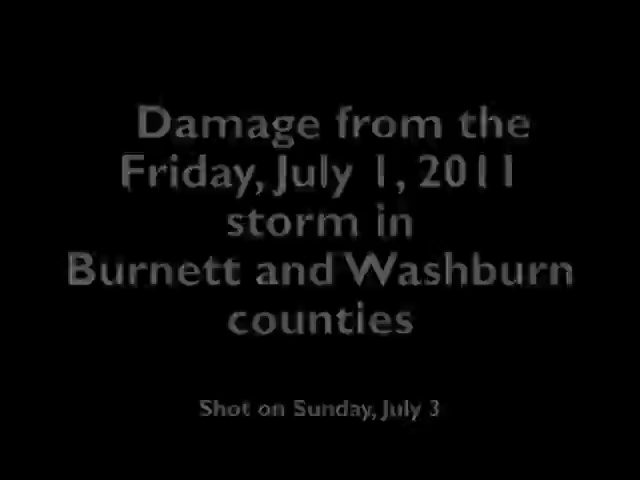 Damage from the
Friday, July 1, 2011
storm in
Burnett and Washburn
counties
Shot on Sunday, July 3